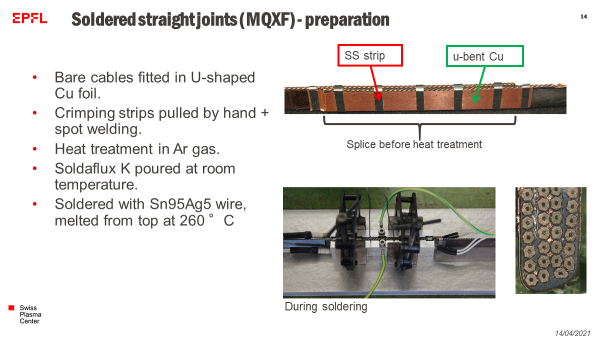 EPFL
Soldered straight joints (MQXF) - preparation
14
• Bare cables fitted in U-shaped
Cu foil.
• Crimping strips pulled by hand +
spot welding.
• Heat treatment in Ar gas.
• Soldaflux K poured at room
temperature.
• Soldered with Sn95Ag5 wire,
melted from top at 260° C
SS strip
u-bent Cu
Splice before heat treatment
During soldering
Swiss
Plasma
Center
14/04/2021